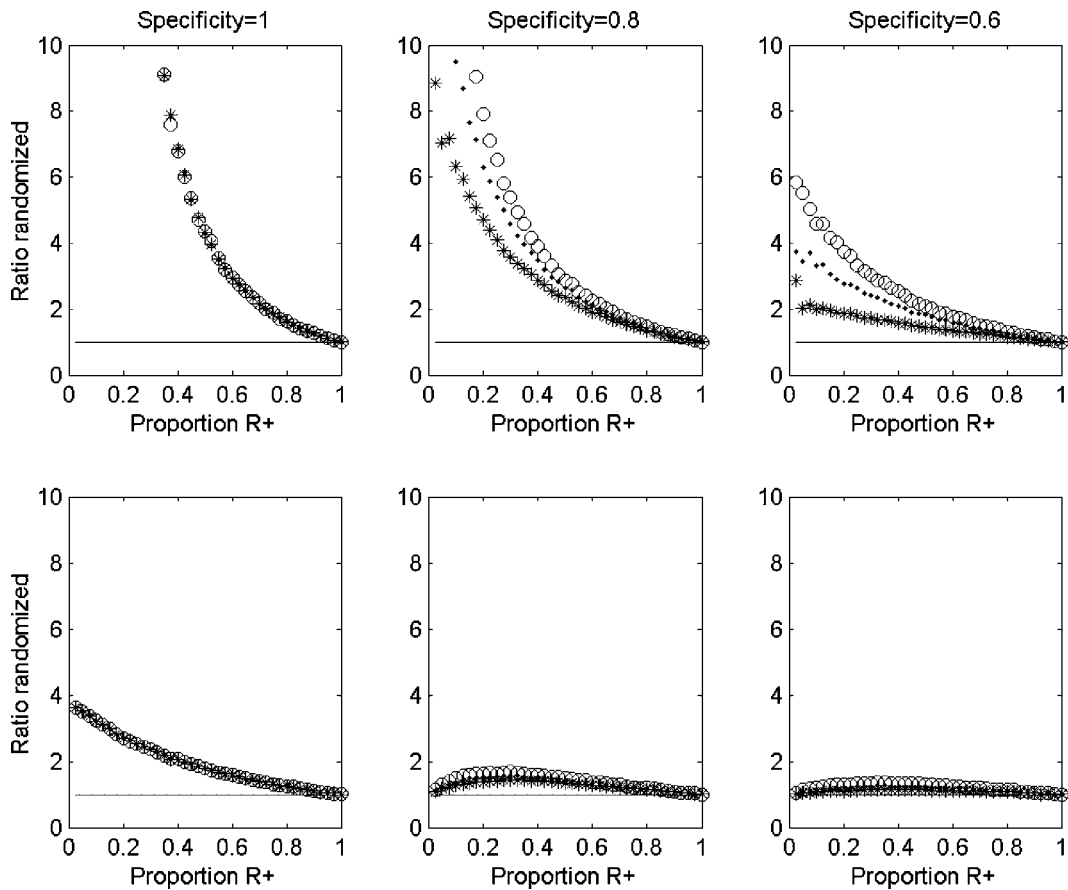 Specificity=1 Specificity=0.8 Specificity=0.6
10 10 10
8 8 8
6 6 6
4 4 4
2 2 2
0 0 0
Ratio randomized
0 0.2 0.4 0.6 0.8 1 0 0.2 0.4 0.6 0.8 1 0 0.2 0.4 0.6 0.8 1
Proportion R+ Proportion R+ Proportion R+
10 10 10
8 8 8
6 6 6
4 4 4
2 2 2
0 0 0
Ratio randomized
0 0.2 0.4 0.6 0.8 1 0 0.2 0.4 0.6 0.8 1 0 0.2 0.4 0.6 0.8 1
Proportion R+ Proportion R+ Proportion R+